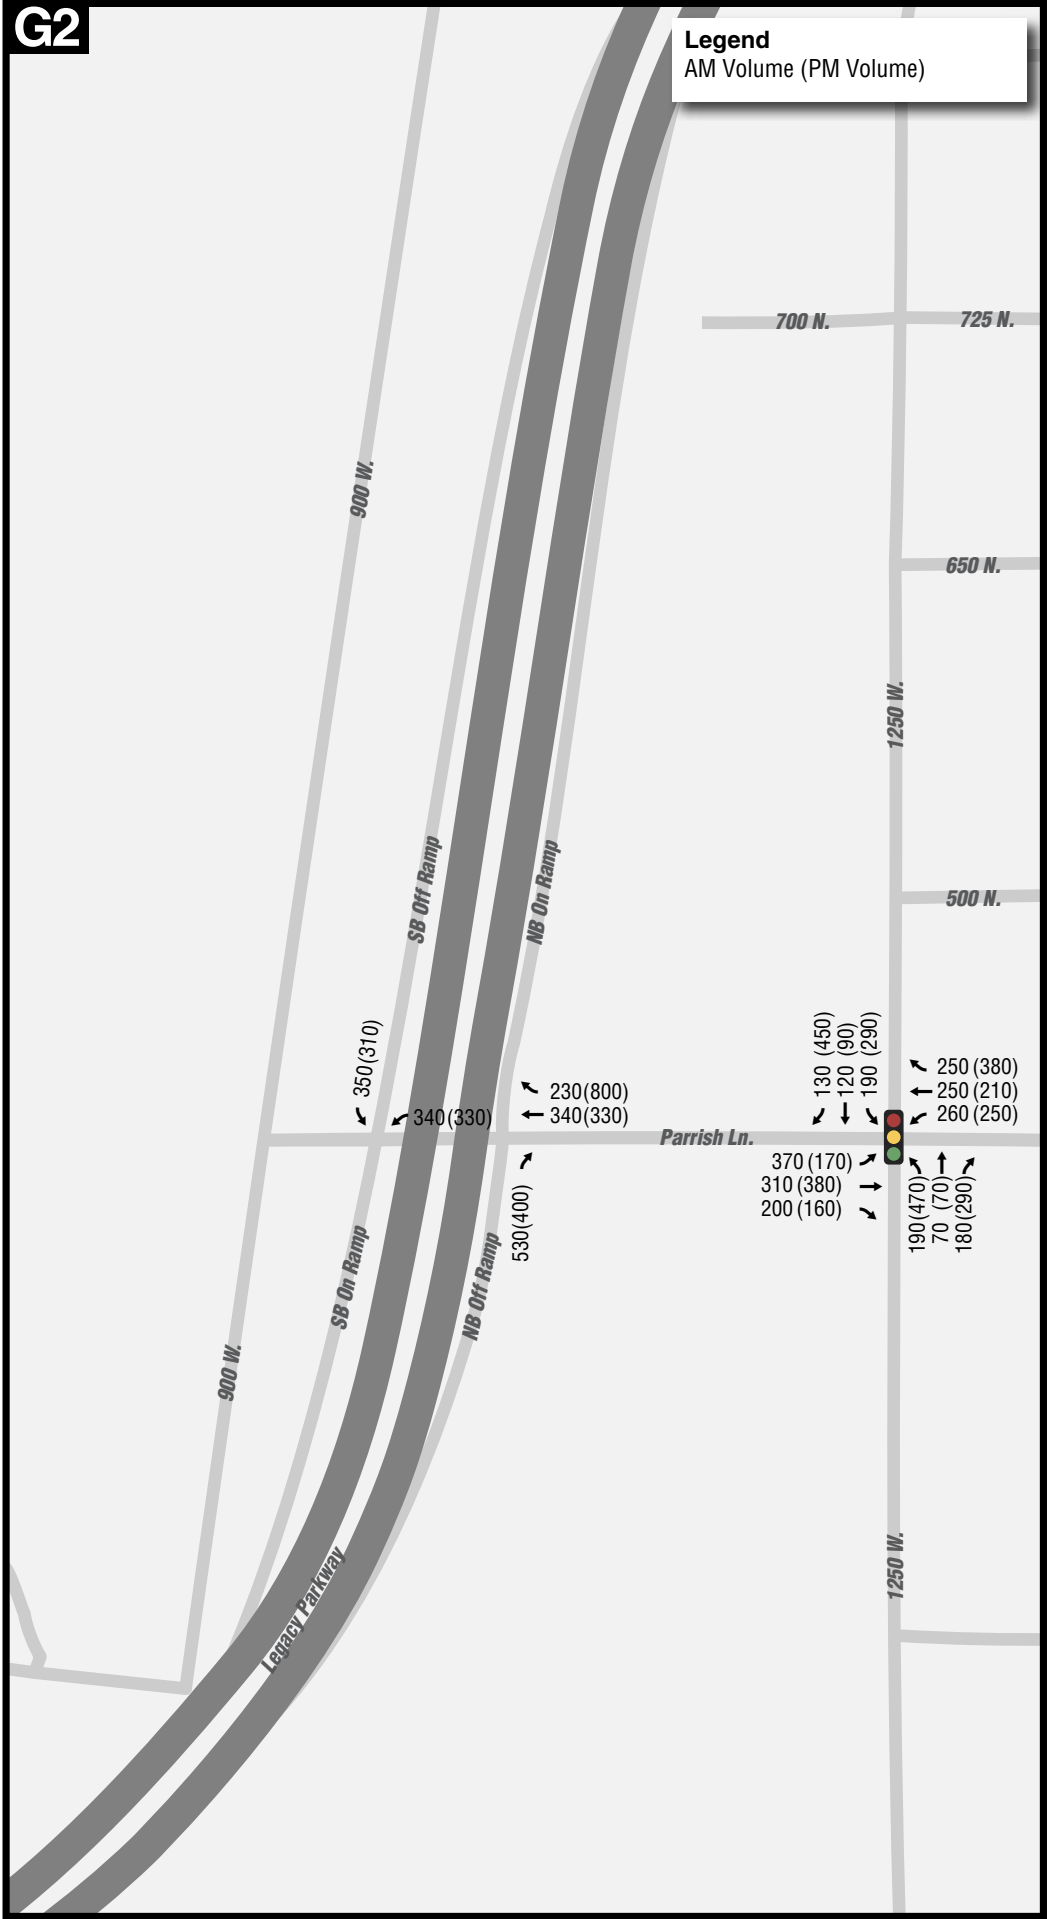 G2
Legend
AM Volume (PM Volume)
700 N.
725 N.
900 W.
650 N.
1250 W.
SB Off Ramp
NB On Ramp
500 N.
350 (310)
340 (330)
230 (800)
340 (330)
530 (400)
Parrish Ln.
130 (450)
120 (90)
190 (290)
250 (380)
250 (210)
260 (250)
370 (170)
310 (380)
200 (160)
190 (470)
70 (70)
180 (290)
SB On Ramp
NB Off Ramp
900 W.
1250 W.
Legacy Parkway